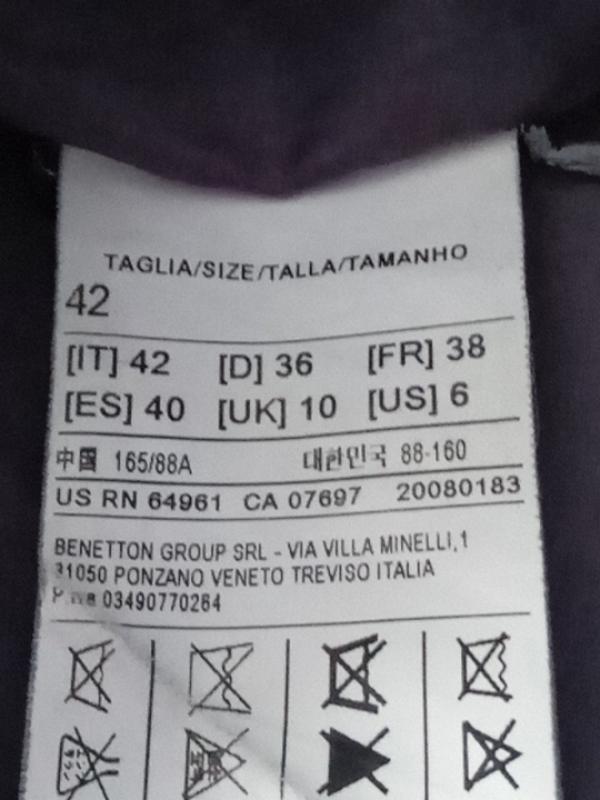 TAGLIA/SIZE/TALLA/TAMANHO
42
[IT] 42 [D] 36 [FR] 38
[ES] 40 [UK] 10 [US] 6
中国 165/88A 대한민국 88-160
US RN 64961 CA 07697 20080183
BENETTON GROUP SRL - VIA VILLA MINELLI,1
31050 PONZANO VENETO TREVISO ITALIA
03490770264